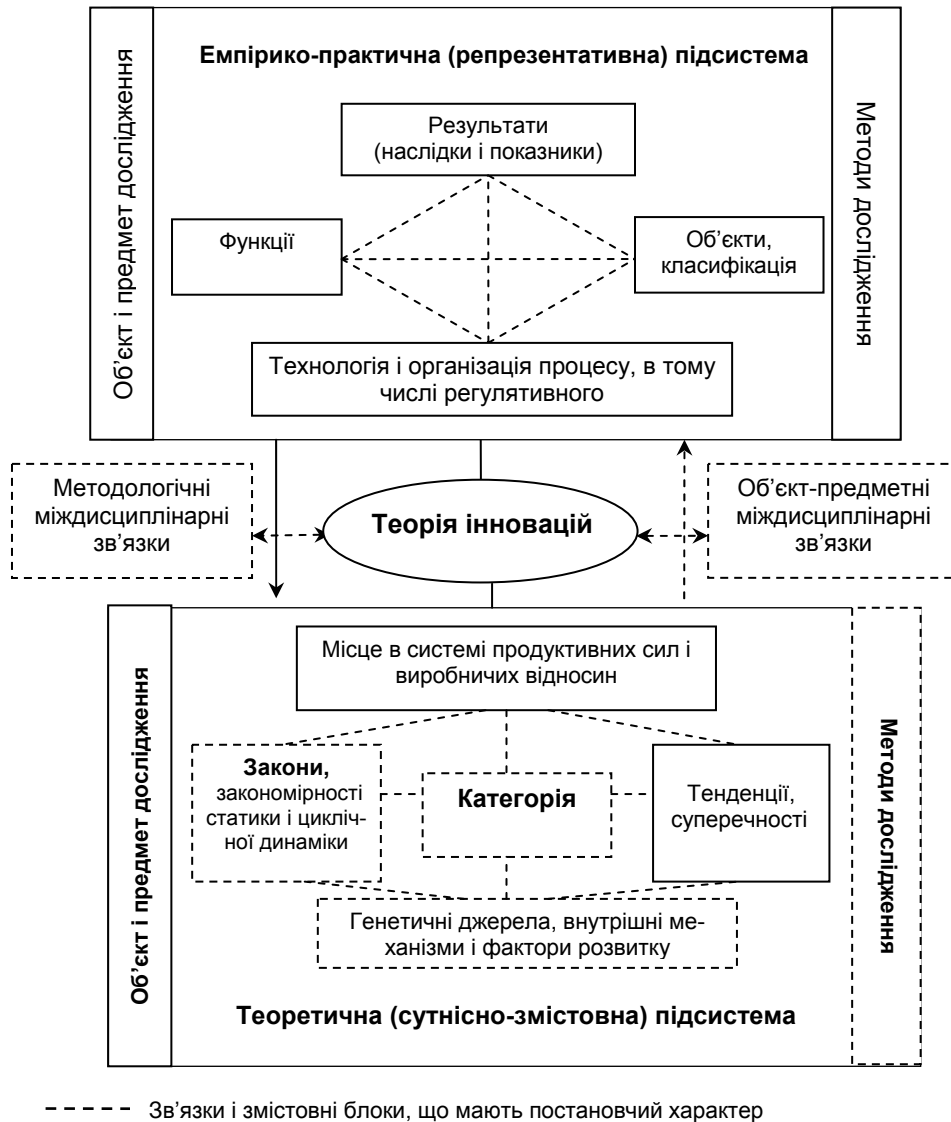 Емпірико-практична (репрезентативна) підсистема
Об’єкт і предмет дослідження
Методи дослідження
Результати
(наслідки і показники)
Функції
Об’єкти,
класифікація
Технологія і організація процесу, в тому
числі регулятивного
Методологічні
міждисциплінарні
зв’язки
Теорія інновацій
Об’єкт-предметні
міждисциплінарні
зв’язки
Об’єкт і предмет дослідження
Методи дослідження
Місце в системі продуктивних сил і
виробничих відносин
Закони,
закономірності
статики і цикліч-
ної динаміки
Категорія
Тенденції,
суперечності
Генетичні джерела, внутрішні ме-
ханізми і фактори розвитку
Теоретична (сутнісно-змістовна) підсистема
Зв’язки і змістовні блоки, що мають постановчий характер